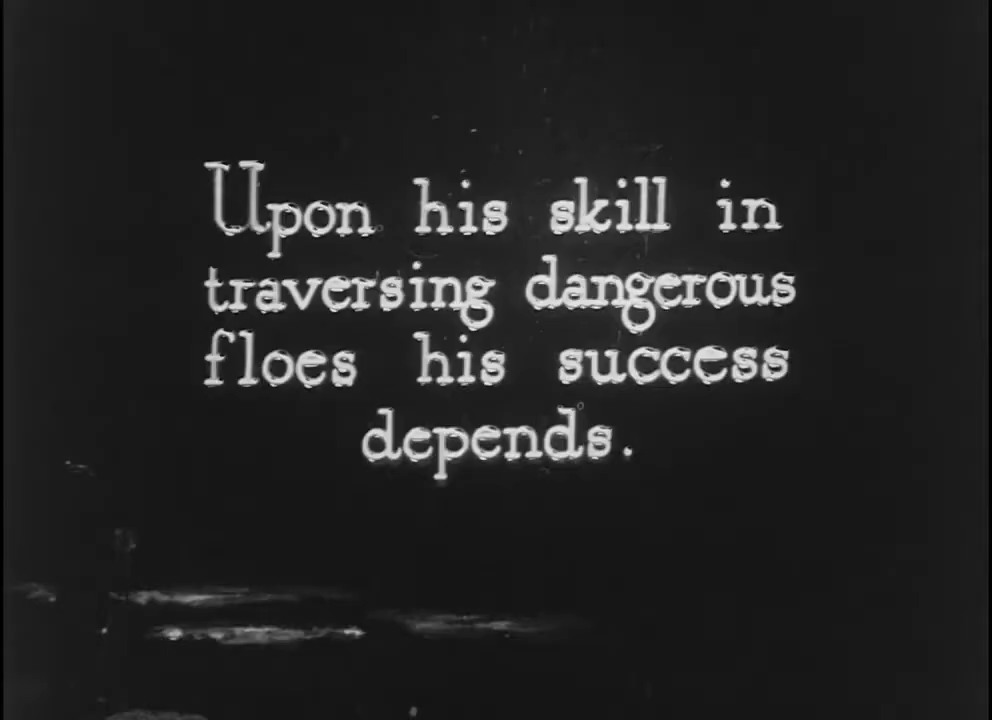 Upon his skill in
traversing dangerous
floes his success
depends.